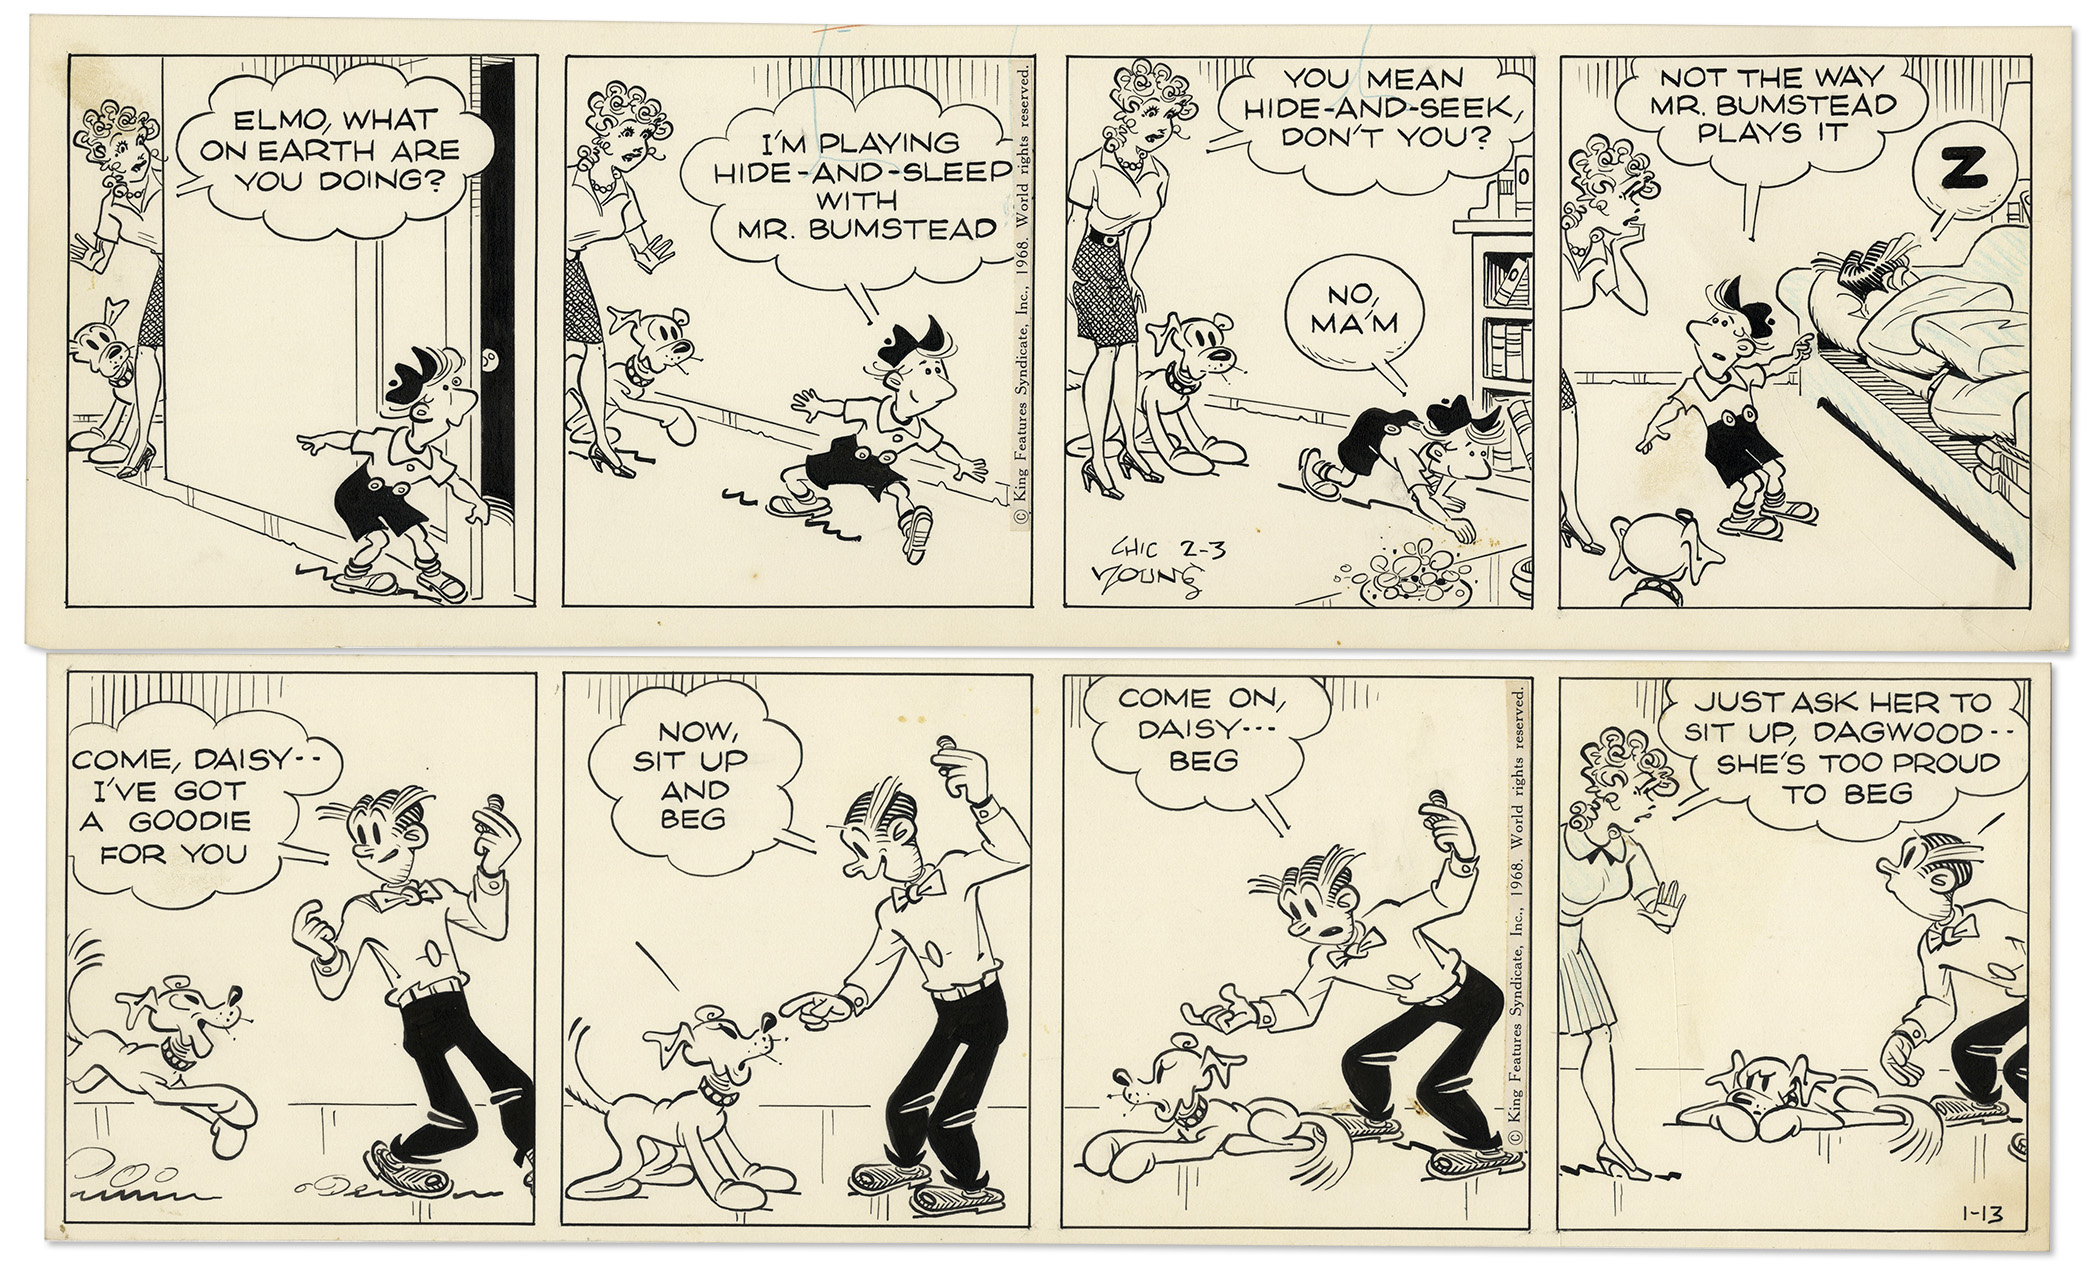 ELMO, WHAT
ON EARTH ARE
YOU DOING?
I'M PLAYING
HIDE-AND-SLEEP
WITH
MR. BUMSTEAD
© King Features Syndicate, Inc., 1968. World rights reserved.
YOU MEAN
HIDE-AND-SEEK,
DON'T YOU?
NO,
MA'M
CHIC 2-3
YOUNG
NOT THE WAY
MR. BUMSTEAD
PLAYS IT
Z
COME, DAISY--
I'VE GOT
A GOODIE
FOR YOU
NOW,
SIT UP
AND
BEG
COME ON,
DAISY---
BEG
© King Features Syndicate, Inc., 1968. World rights reserved.
JUST ASK HER TO
SIT UP, DAGWOOD--
SHE'S TOO PROUD
TO BEG
1-13